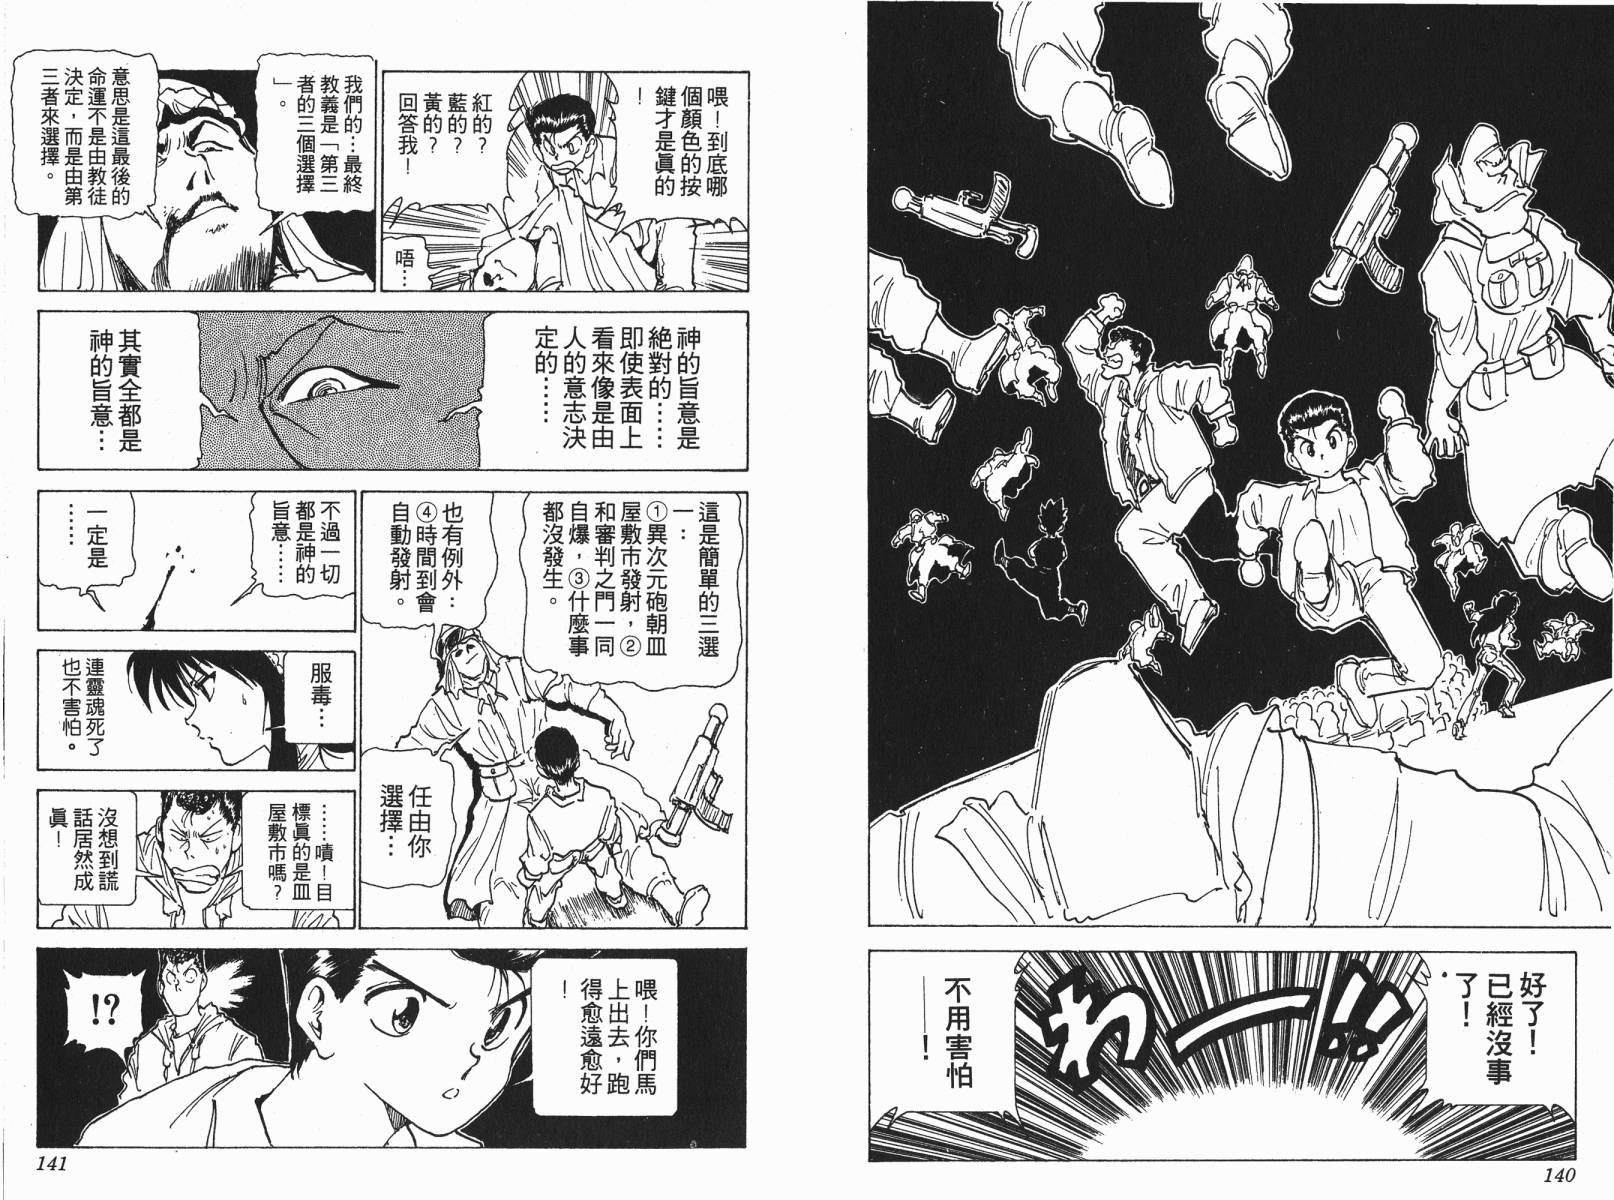 好了！
已經沒事
了！
わー!!
不用害怕
──！
140
喂！到底哪
個顏色的按
鍵才是眞的
！
紅的？
藍的？
黃的？
回答我！
唔…
我們的…最終
教義是「第三
者的三個選擇
」。
意思是這最後的
命運不是由教徒
決定，而是由第
三者來選擇。
神的旨意是
絕對的……
即使表面上
看來像是由
人的意志決
定的……
其實全都是
神的旨意…
這是簡單的三選
一：
①異次元砲朝皿
屋敷市發射，②
和審判之門一同
自爆，③什麼事
都沒發生。
也有例外：
④時間到會
自動發射。
任由你
選擇…
不過一切
都是神的
旨意……
一定是
……
服毒…
連靈魂死了
也不害怕。
……嘖！目
標眞的是皿
屋敷市嗎？
沒想到謊
話居然成
眞！
喂！你們馬
上出去，跑
得愈遠愈好
！
!?
141